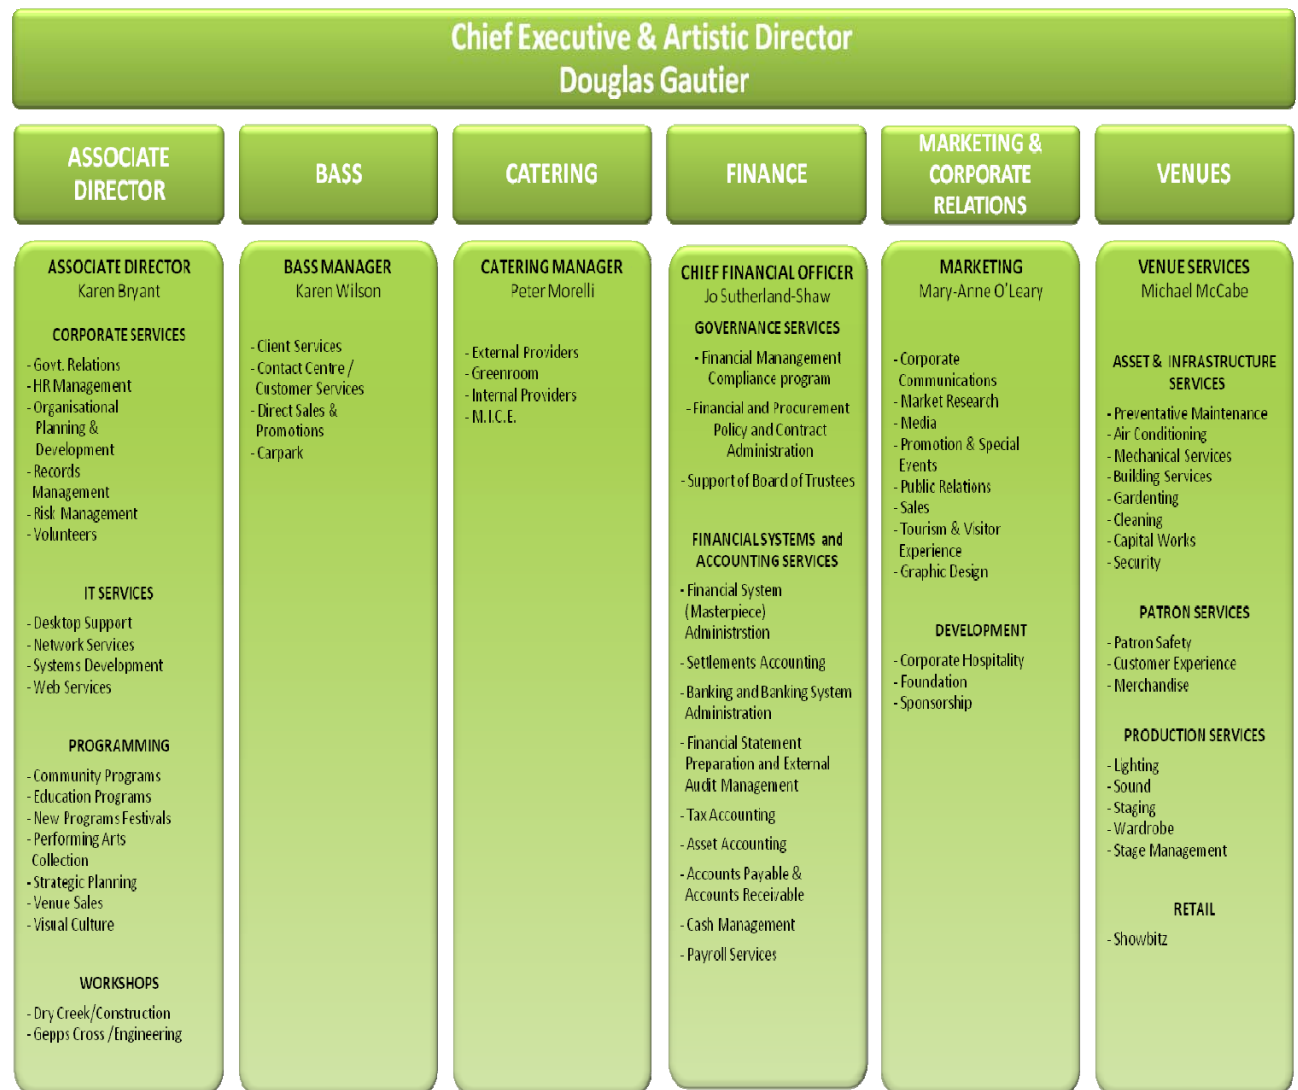 Chief Executive & Artistic Director
Douglas Gautier
ASSOCIATE
DIRECTOR
BASS
CATERING
FINANCE
MARKETING &
CORPORATE
RELATIONS
VENUES
ASSOCIATE DIRECTOR
Karen Bryant
CORPORATE SERVICES
- Govt. Relations
- HR Management
- Organisational
Planning &
Development
- Records
Management
- Risk Management
- Volunteers
IT SERVICES
- Desktop Support
- Network Services
- Systems Development
- Web Services
PROGRAMMING
- Community Programs
- Education Programs
- New Programs Festivals
- Performing Arts
Collection
- Strategic Planning
- Venue Sales
- Visual Culture
WORKSHOPS
- Dry Creek/Construction
- Gepps Cross /Engineering
BASS MANAGER
Karen Wilson
- Client Services
- Contact Centre /
Customer Services
- Direct Sales &
Promotions
- Carpark
CATERING MANAGER
Peter Morelli
- External Providers
- Greenroom
- Internal Providers
- M.I.C.E.
CHIEF FINANCIAL OFFICER
Jo Sutherland-Shaw
GOVERNANCE SERVICES
- Financial Manangement
Compliance program
- Financial and Procurement
Policy and Contract
Administration
- Support of Board of Trustees
FINANCIAL SYSTEMS and
ACCOUNTING SERVICES
- Financial System
(Masterpiece)
Administrstion
- Settlements Accounting
- Banking and Banking System
Administration
- Financial Statement
Preparation and External
Audit Management
- Tax Accounting
- Asset Accounting
- Accounts Payable &
Accounts Receivable
- Cash Management
- Payroll Services
MARKETING
Mary-Anne O'Leary
- Corporate
Communications
- Market Research
- Media
- Promotion & Special
Events
- Public Relations
- Sales
- Tourism & Visitor
Experience
- Graphic Design
DEVELOPMENT
- Corporate Hospitality
- Foundation
- Sponsorship
VENUE SERVICES
Michael McCabe
ASSET & INFRASTRUCTURE
SERVICES
- Preventative Maintenance
- Air Conditioning
- Mechanical Services
- Building Services
- Gardenting
- Cleaning
- Capital Works
- Security
PATRON SERVICES
- Patron Safety
- Customer Experience
- Merchandise
PRODUCTION SERVICES
- Lighting
- Sound
- Staging
- Wardrobe
- Stage Management
RETAIL
- Showbitz